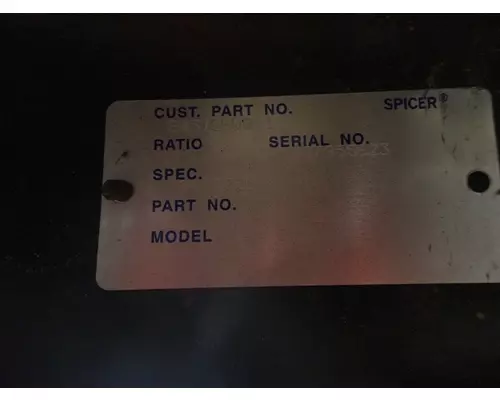 CUST. PART NO. SPICER®
RATIO SERIAL NO.
SPEC.
PART NO.
MODEL